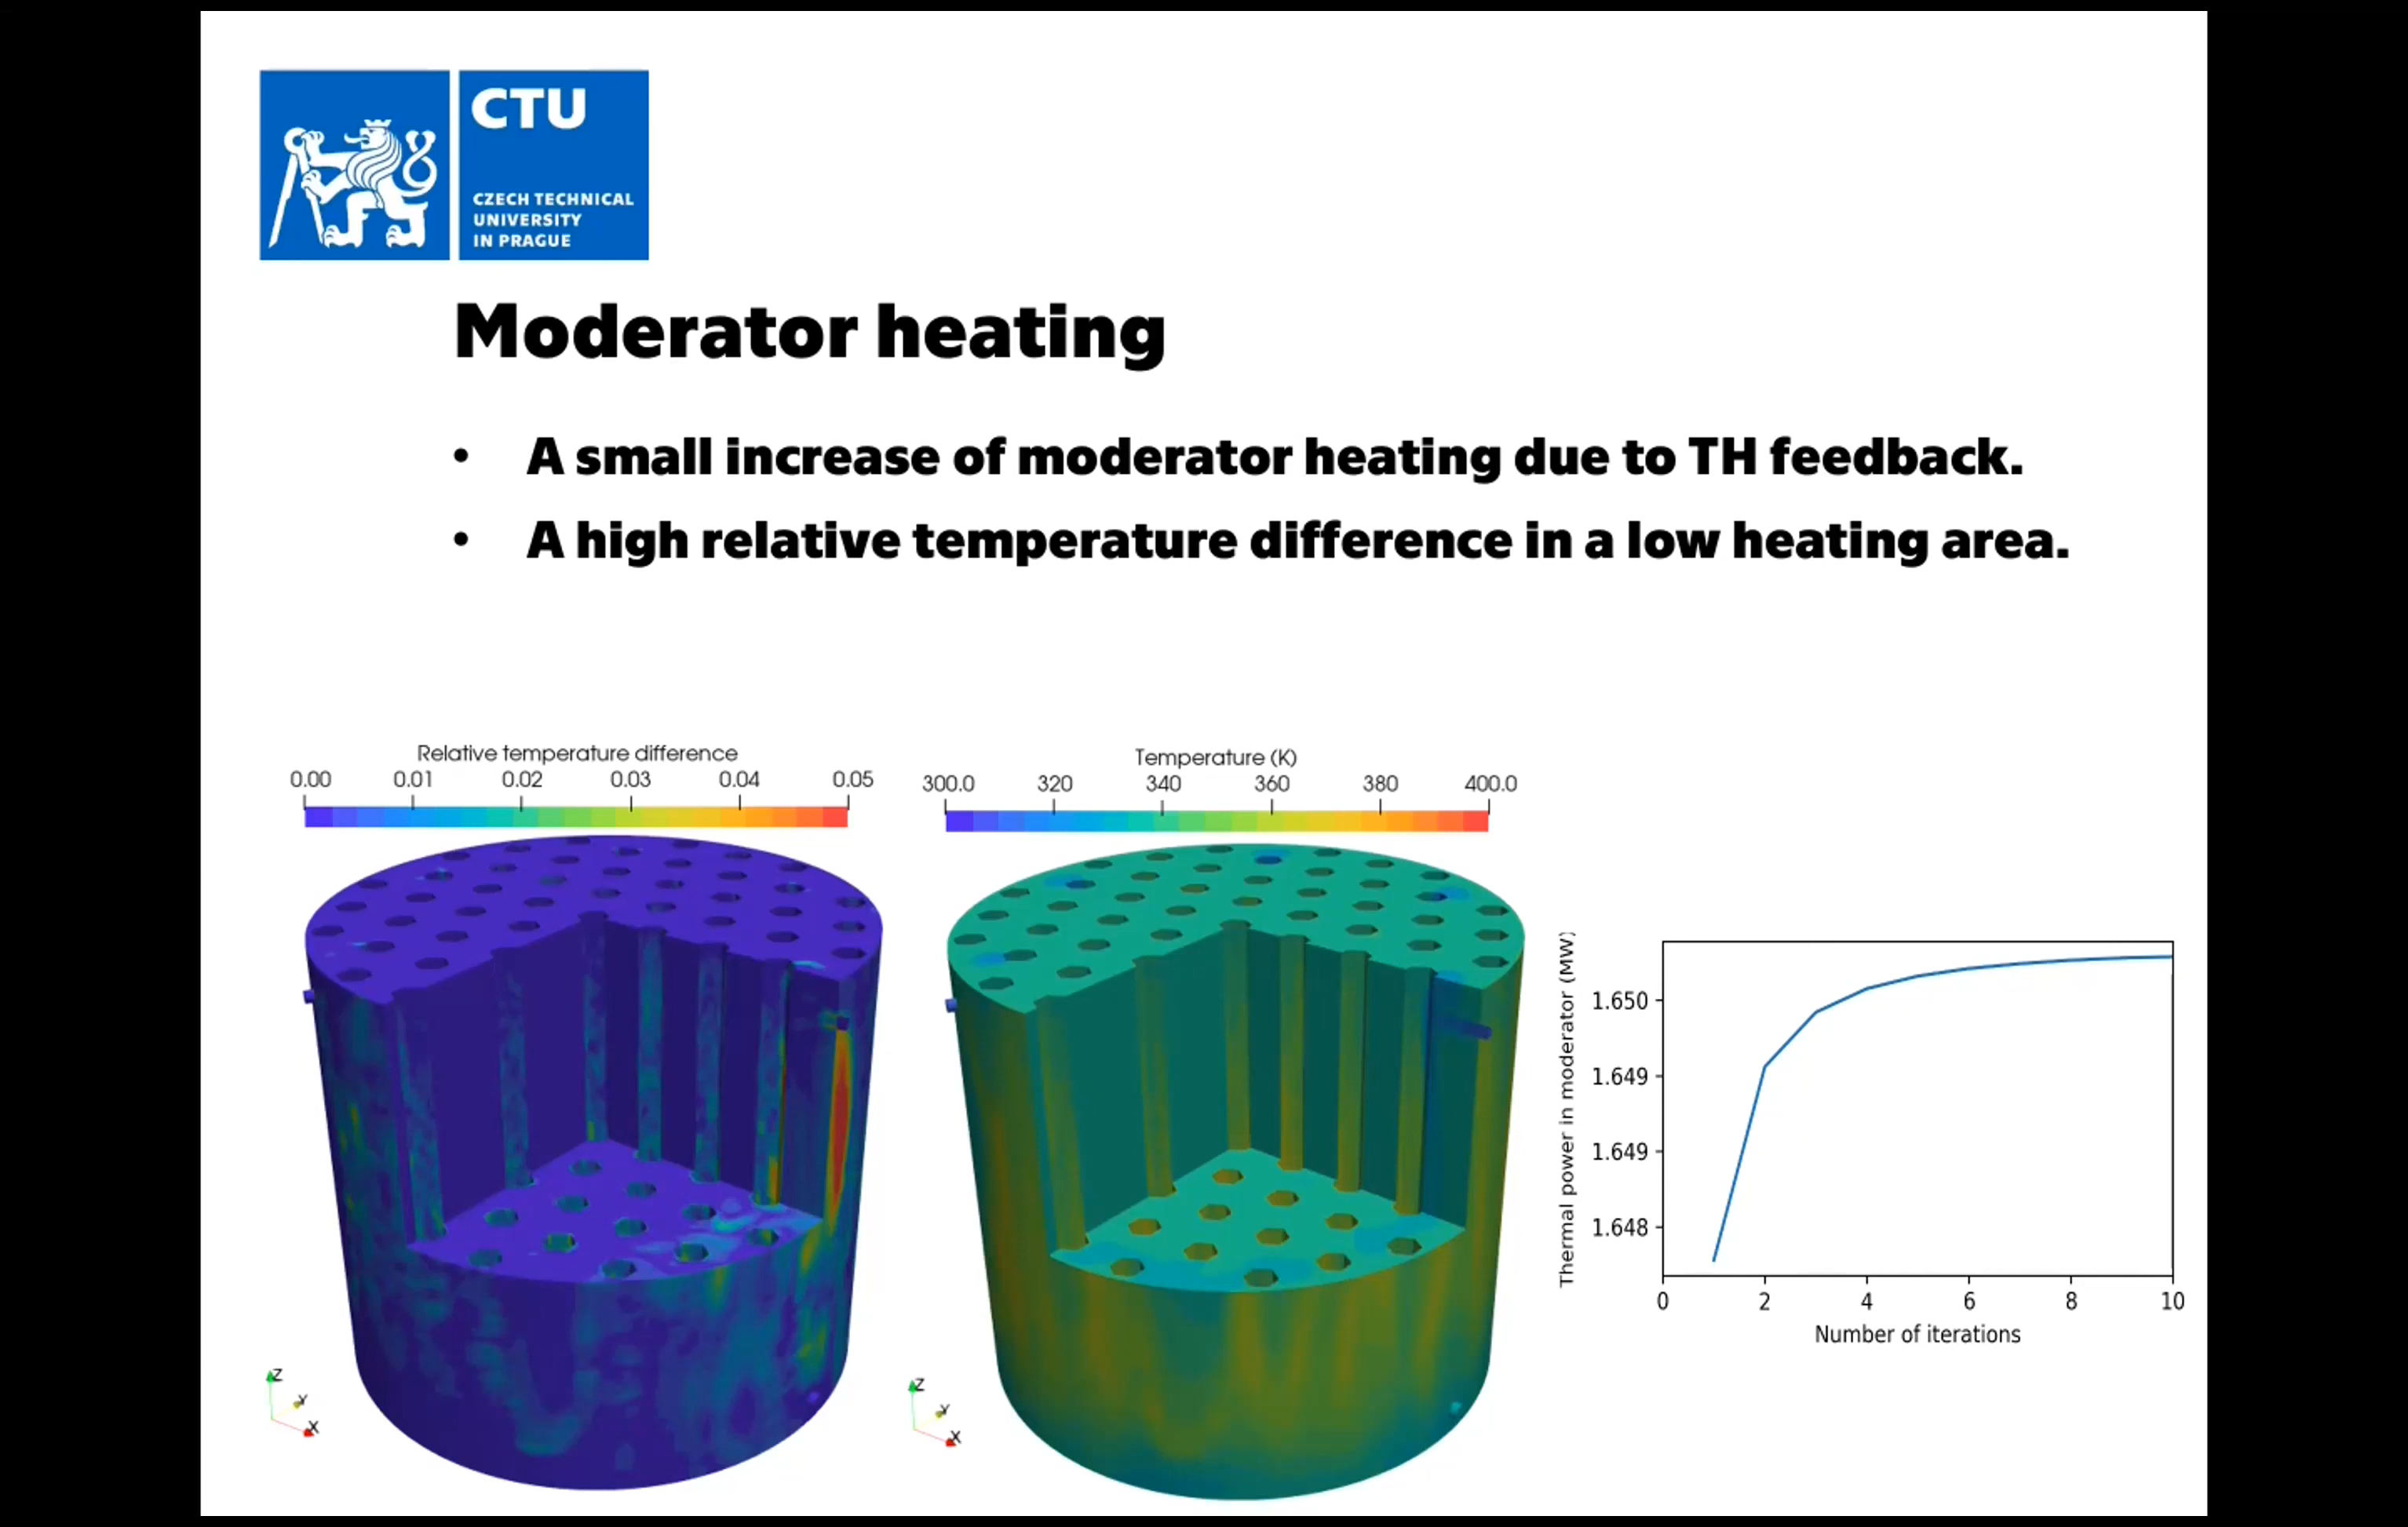 CTU
CZECH TECHNICAL
UNIVERSITY
IN PRAGUE
Moderator heating
• A small increase of moderator heating due to TH feedback.
• A high relative temperature difference in a low heating area.
Relative temperature difference
0.00 0.01 0.02 0.03 0.04 0.05
Temperature (K)
300.0 320 340 360 380 400.0
Z
Y
X
Z
Y
X
Thermal power in moderator (MW)
1.650
1.649
1.649
1.648
0 2 4 6 8 10
Number of iterations